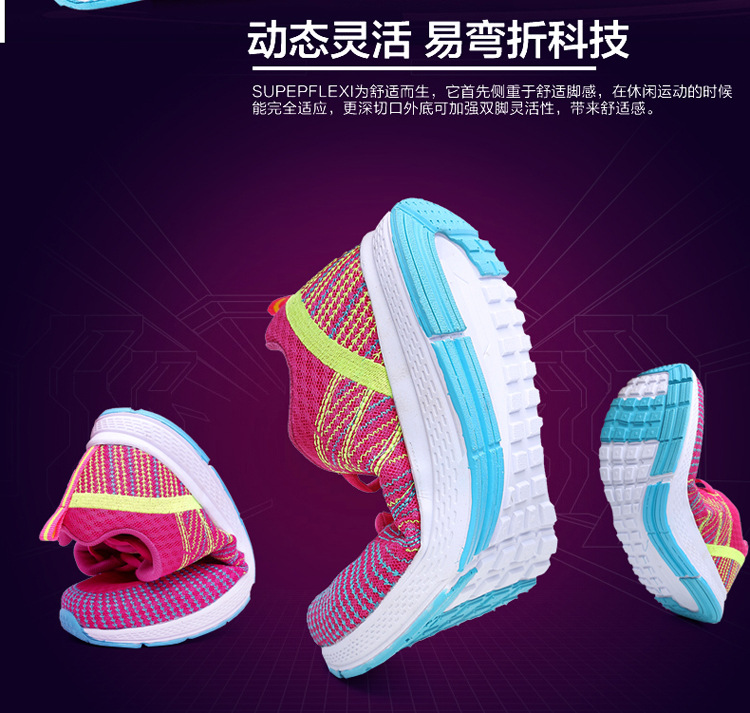 动态灵活 易弯折科技
SUPEPFLEXI为舒适而生，它首先侧重于舒适脚感，在休闲运动的时候
能完全适应，更深切口外底可加强双脚灵活性，带来舒适感。